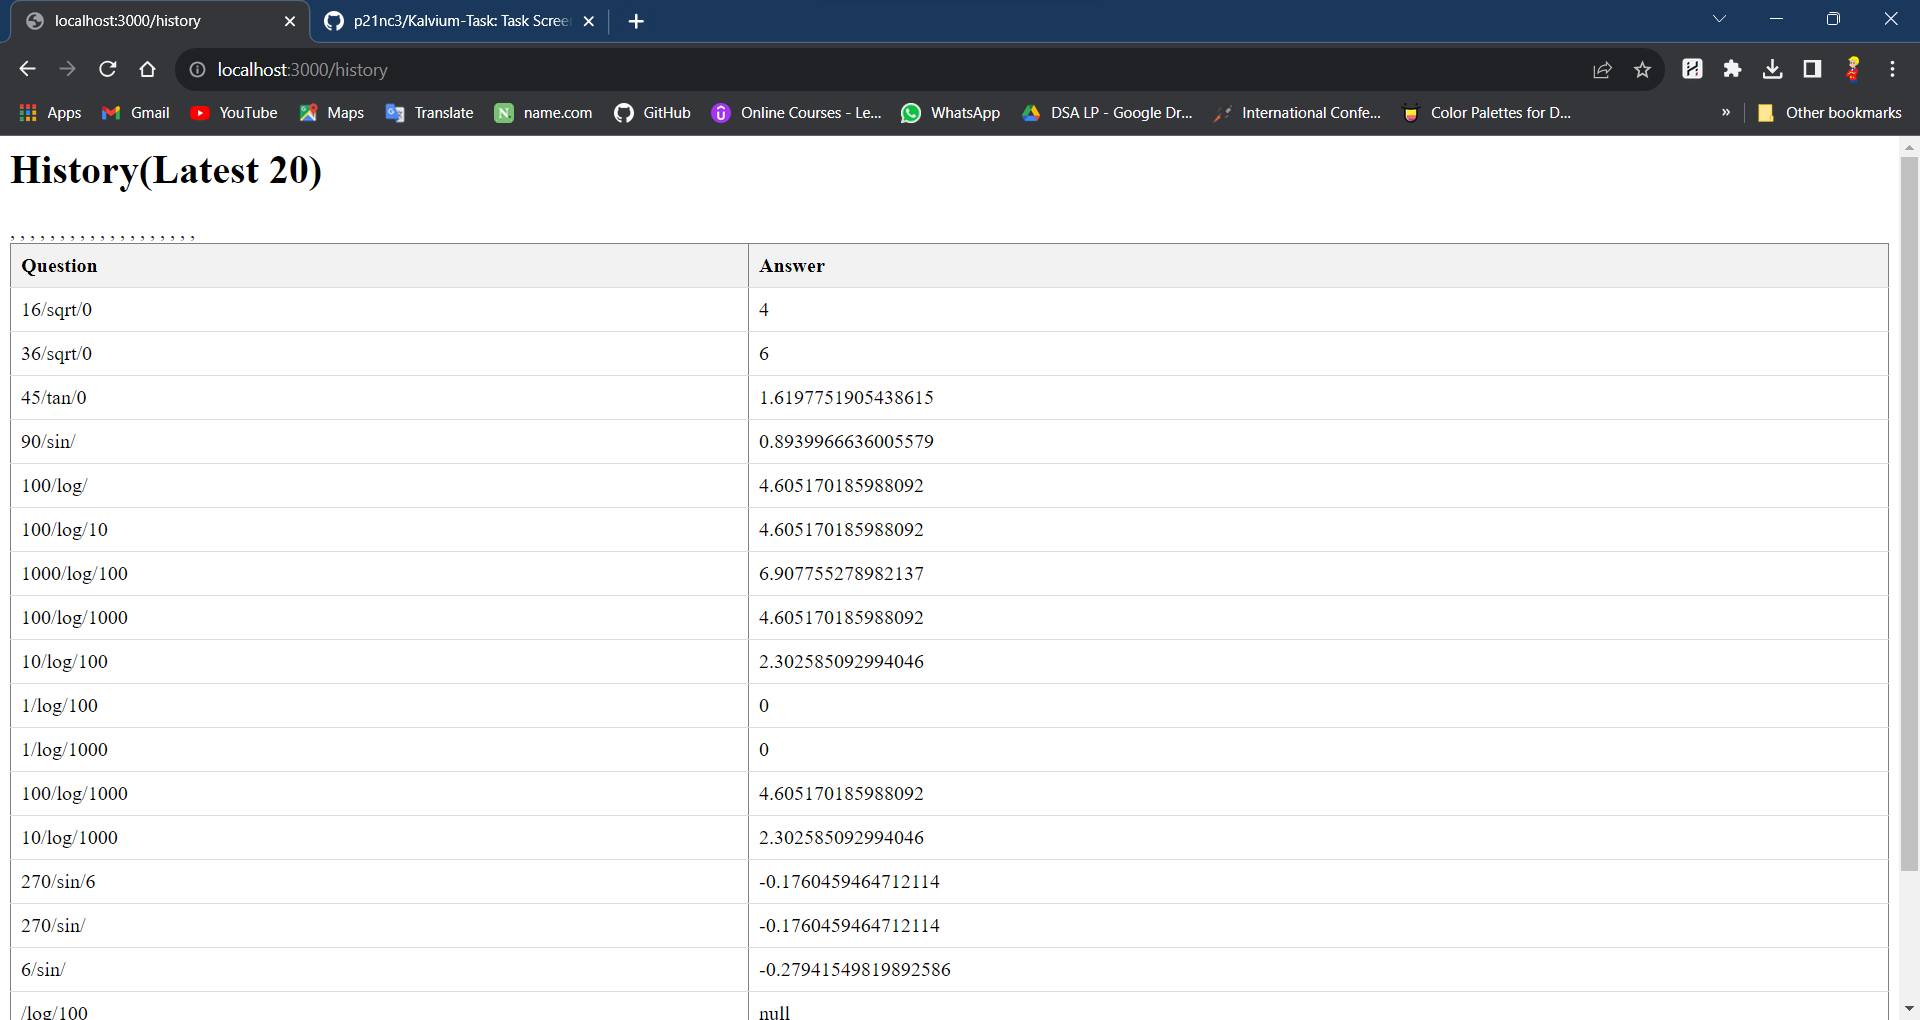 localhost:3000/history
p21nc3/Kalvium-Task: Task Scree
localhost:3000/history
Apps
Gmail
YouTube
Maps
Translate
name.com
GitHub
Online Courses - Le...
WhatsApp
DSA LP - Google Dr...
International Confe...
Color Palettes for D...
»
Other bookmarks
History(Latest 20)
, , , , , , , , , , , , , , , , , , ,
Question Answer
16/sqrt/0 4
36/sqrt/0 6
45/tan/0 1.6197751905438615
90/sin/ 0.8939966636005579
100/log/ 4.605170185988092
100/log/10 4.605170185988092
1000/log/100 6.907755278982137
100/log/1000 4.605170185988092
10/log/100 2.302585092994046
1/log/100 0
1/log/1000 0
100/log/1000 4.605170185988092
10/log/1000 2.302585092994046
270/sin/6 -0.1760459464712114
270/sin/ -0.1760459464712114
6/sin/ -0.27941549819892586
/log/100 null